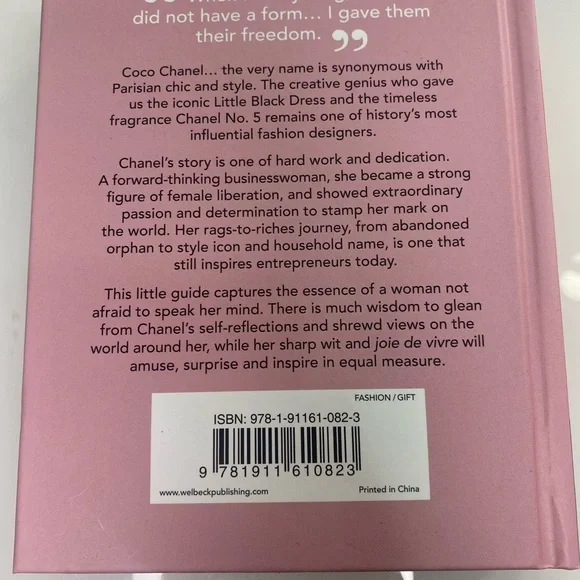 did not have a form... I gave them
their freedom. ”
Coco Chanel... the very name is synonymous with
Parisian chic and style. The creative genius who gave
us the iconic Little Black Dress and the timeless
fragrance Chanel No. 5 remains one of history's most
influential fashion designers.
Chanel's story is one of hard work and dedication.
A forward-thinking businesswoman, she became a strong
figure of female liberation, and showed extraordinary
passion and determination to stamp her mark on
the world. Her rags-to-riches journey, from abandoned
orphan to style icon and household name, is one that
still inspires entrepreneurs today.
This little guide captures the essence of a woman not
afraid to speak her mind. There is much wisdom to glean
from Chanel's self-reflections and shrewd views on the
world around her, while her sharp wit and joie de vivre will
amuse, surprise and inspire in equal measure.
FASHION / GIFT
ISBN: 978-1-91161-082-3
9 781911 610823
www.welbeckpublishing.com Printed in China